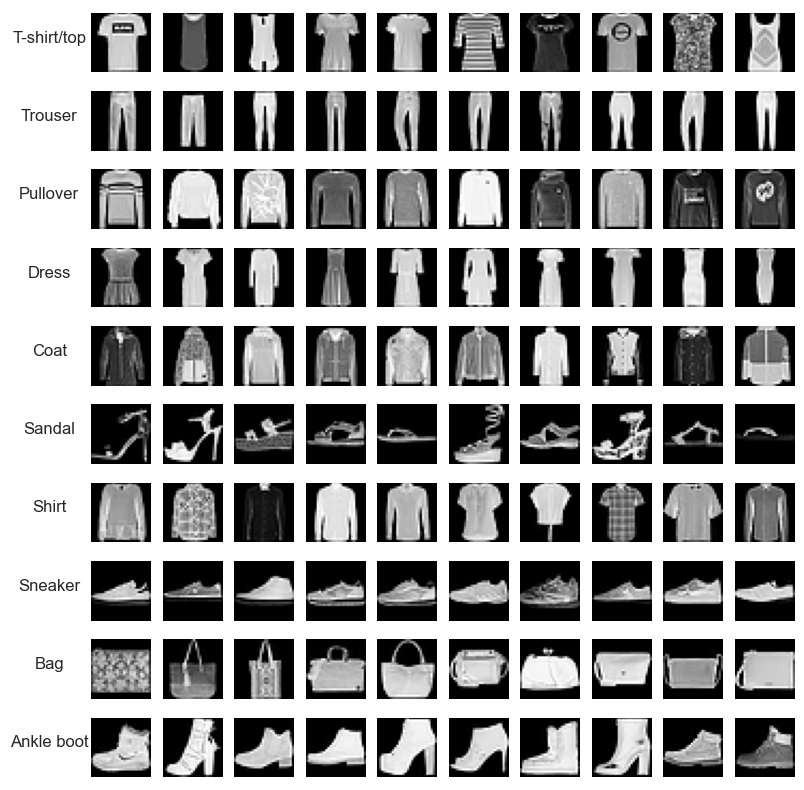 T-shirt/top
Trouser
Pullover
Dress
Coat
Sandal
Shirt
Sneaker
Bag
Ankle boot